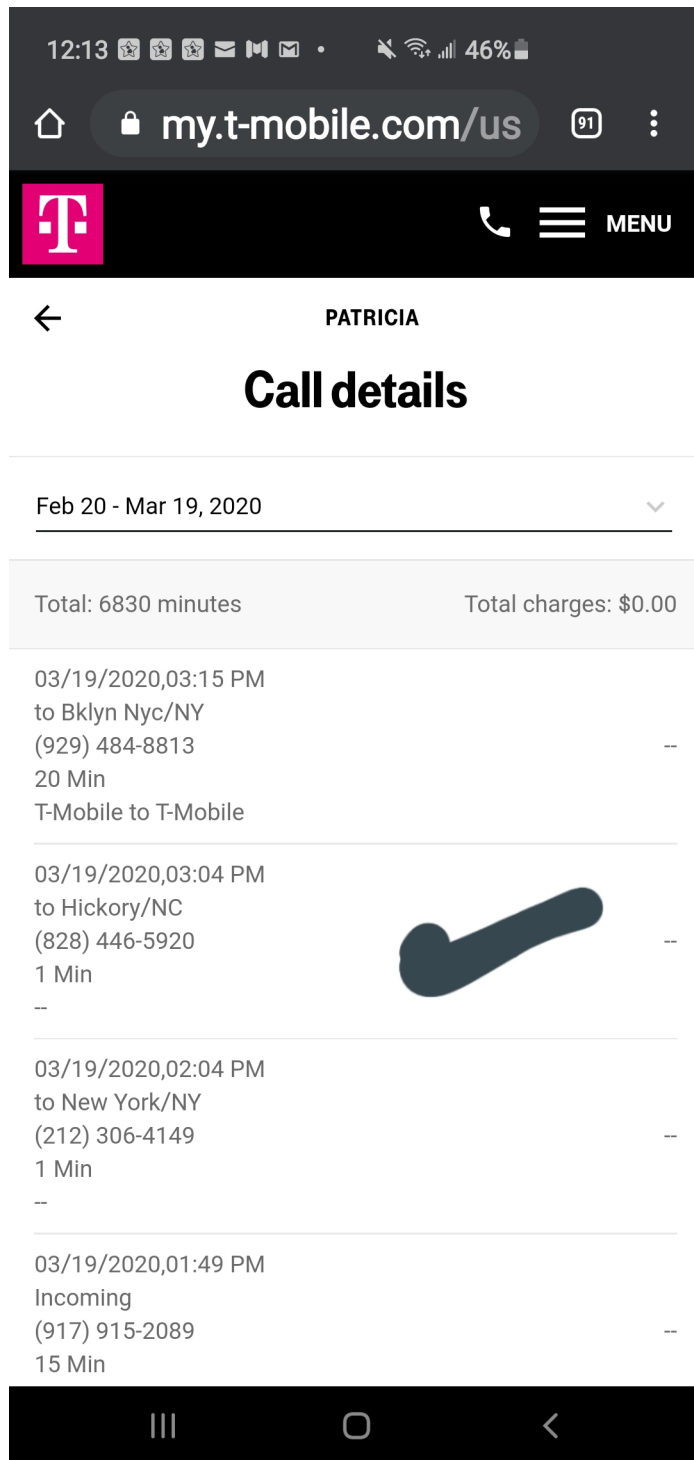 12:13 46%
my.t-mobile.com/us 91
T MENU
PATRICIA
Call details
Feb 20 - Mar 19, 2020
Total: 6830 minutes Total charges: $0.00
03/19/2020,03:15 PM
to Bklyn Nyc/NY
(929) 484-8813 --
20 Min
T-Mobile to T-Mobile
03/19/2020,03:04 PM
to Hickory/NC
(828) 446-5920 --
1 Min
--
03/19/2020,02:04 PM
to New York/NY
(212) 306-4149 --
1 Min
--
03/19/2020,01:49 PM
Incoming
(917) 915-2089 --
15 Min